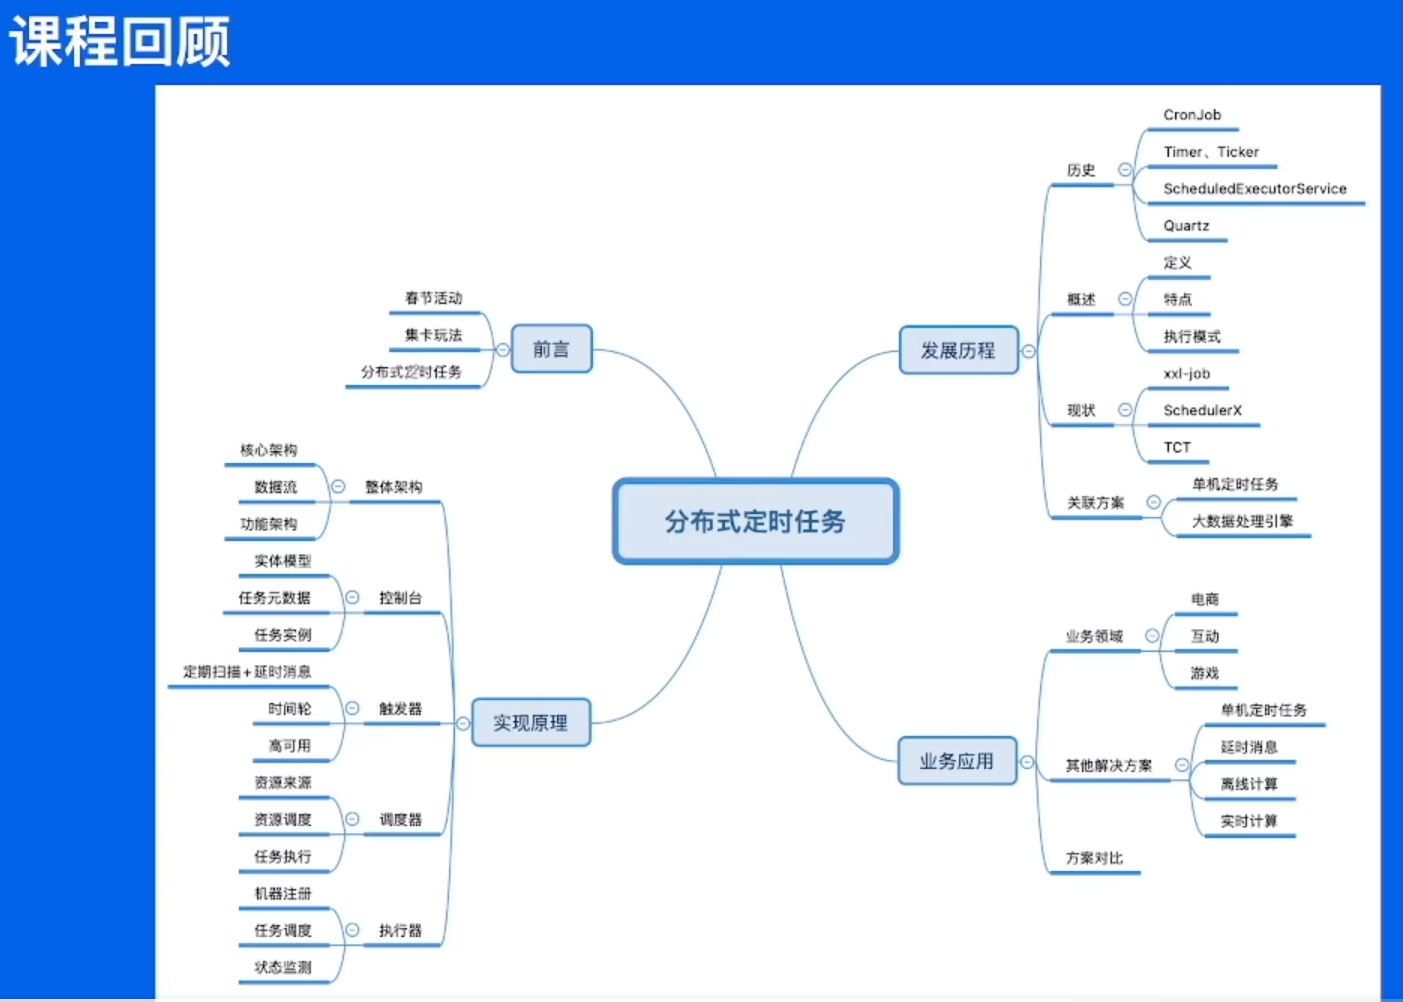 课程回顾
分布式定时任务
前言
春节活动
集卡玩法
分布式定时任务
发展历程
历史
CronJob
Timer、Ticker
ScheduledExecutorService
Quartz
概述
定义
特点
执行模式
现状
xxl-job
SchedulerX
TCT
关联方案
单机定时任务
大数据处理引擎
实现原理
整体架构
核心架构
数据流
功能架构
控制台
实体模型
任务元数据
任务实例
触发器
定期扫描+延时消息
时间轮
高可用
调度器
资源来源
资源调度
任务执行
执行器
机器注册
任务调度
状态监测
业务应用
业务领域
电商
互动
游戏
其他解决方案
单机定时任务
延时消息
离线计算
实时计算
方案对比